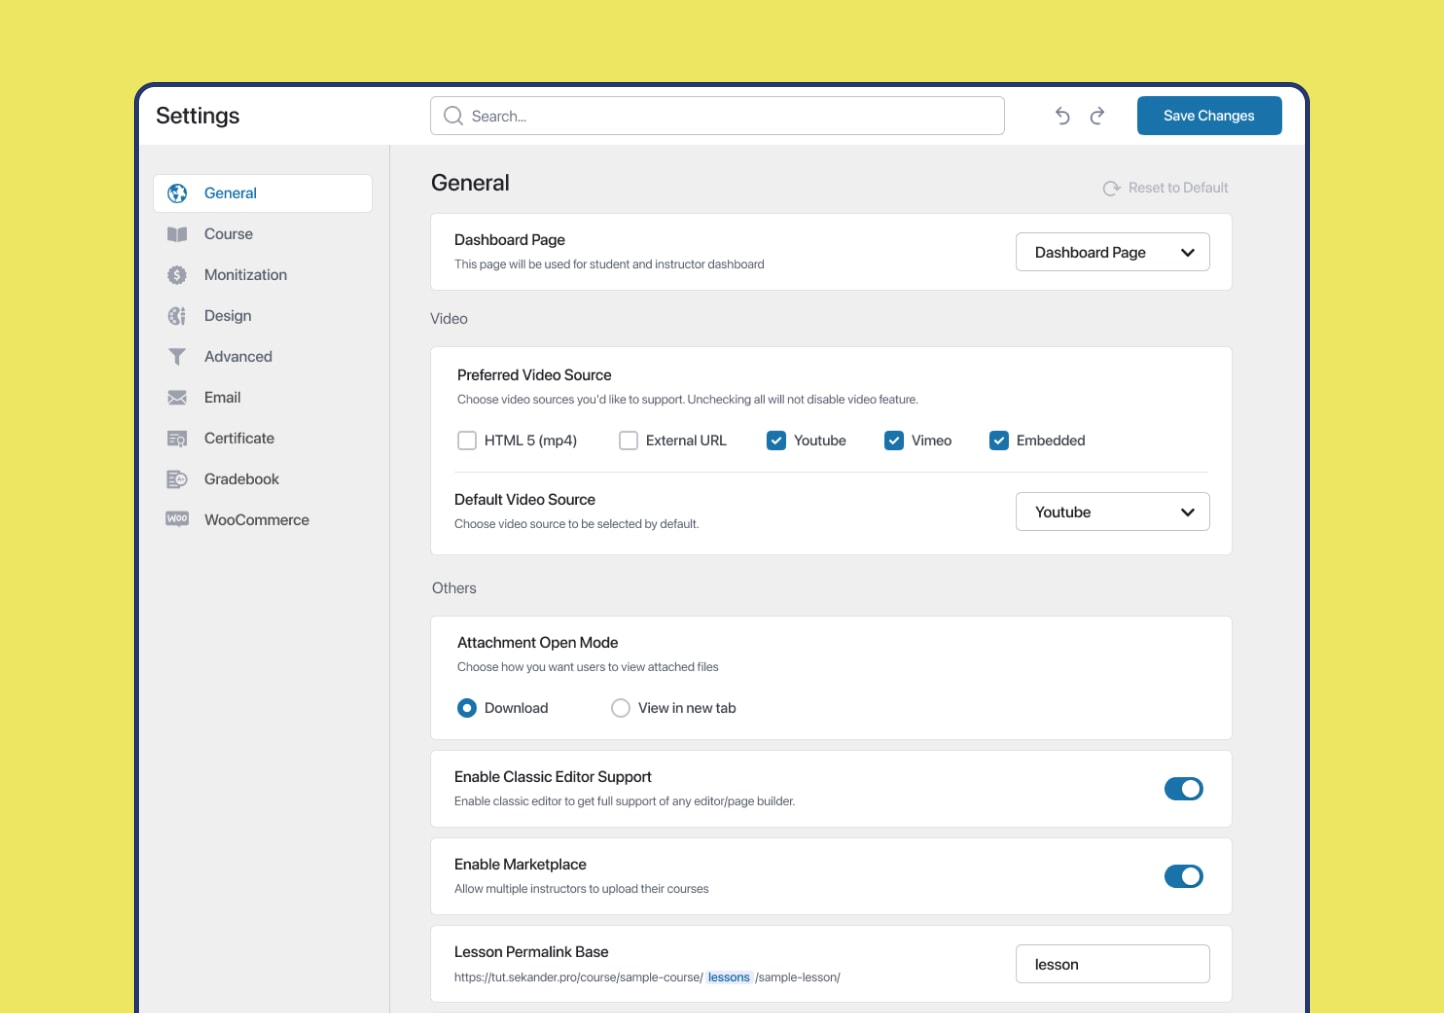 Settings
Search...
Save Changes
General
Course
Monitization
Design
Advanced
Email
Certificate
Gradebook
WOO
WooCommerce
General
Reset to Default
Dashboard Page
This page will be used for student and instructor dashboard
Dashboard Page
Video
Preferred Video Source
Choose video sources you'd like to support. Unchecking all will not disable video feature.
HTML 5 (mp4) External URL Youtube Vimeo Embedded
Default Video Source
Choose video source to be selected by default.
Youtube
Others
Attachment Open Mode
Choose how you want users to view attached files
Download View in new tab
Enable Classic Editor Support
Enable classic editor to get full support of any editor/page builder.
Enable Marketplace
Allow multiple instructors to upload their courses
Lesson Permalink Base
https://tut.sekander.pro/course/sample-course/ lessons /sample-lesson/
lesson